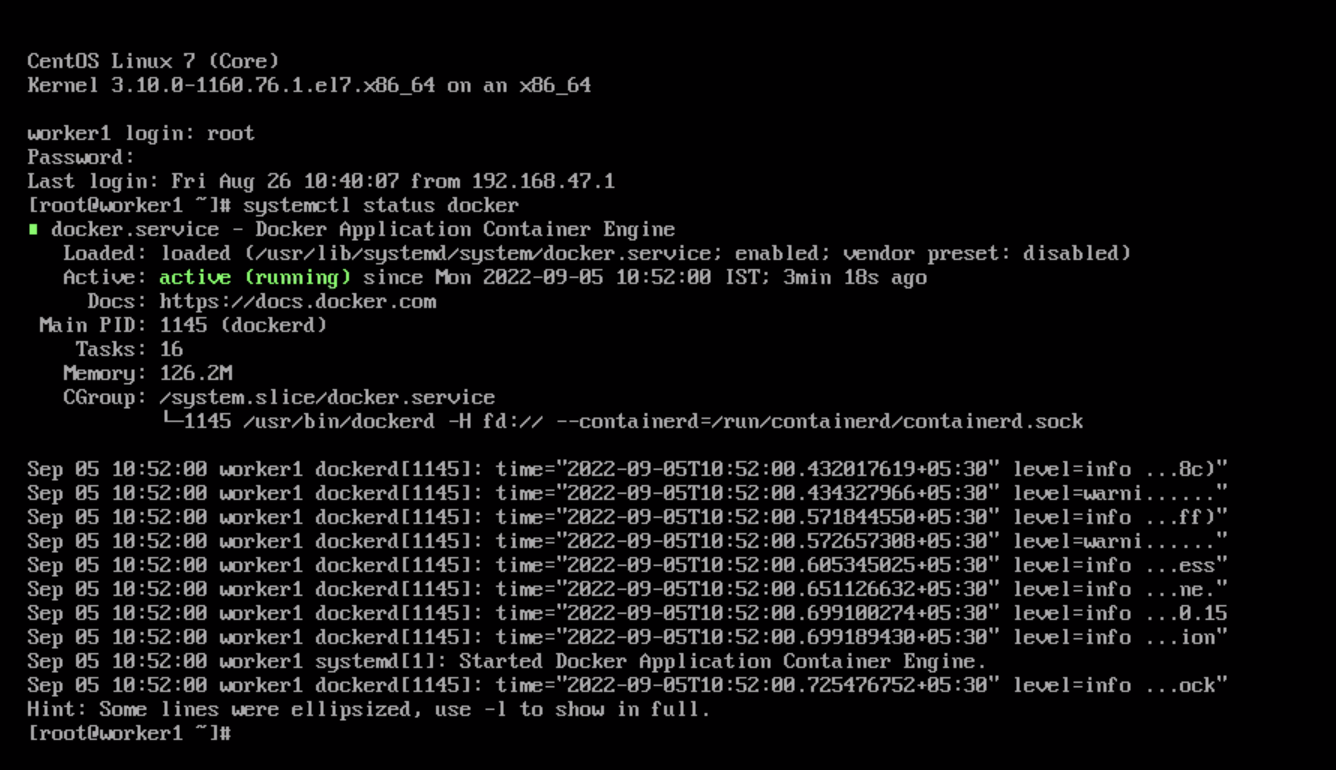 CentOS Linux 7 (Core)
Kernel 3.10.0-1160.76.1.el7.x86_64 on an x86_64
worker1 login: root
Password:
Last login: Fri Aug 26 10:40:07 from 192.168.47.1
[root@worker1 ~]# systemctl status docker
docker.service - Docker Application Container Engine
Loaded: loaded (/usr/lib/systemd/system/docker.service; enabled; vendor preset: disabled)
Active: active (running) since Mon 2022-09-05 10:52:00 IST; 3min 18s ago
Docs: https://docs.docker.com
Main PID: 1145 (dockerd)
Tasks: 16
Memory: 126.2M
CGroup: /system.slice/docker.service
└─1145 /usr/bin/dockerd -H fd:// --containerd=/run/containerd/containerd.sock
Sep 05 10:52:00 worker1 dockerd[1145]: time="2022-09-05T10:52:00.432017619+05:30" level=info ...8c)"
Sep 05 10:52:00 worker1 dockerd[1145]: time="2022-09-05T10:52:00.434327966+05:30" level=warni......"
Sep 05 10:52:00 worker1 dockerd[1145]: time="2022-09-05T10:52:00.571844550+05:30" level=info ...ff)"
Sep 05 10:52:00 worker1 dockerd[1145]: time="2022-09-05T10:52:00.572657308+05:30" level=warni......"
Sep 05 10:52:00 worker1 dockerd[1145]: time="2022-09-05T10:52:00.605345025+05:30" level=info ...ess"
Sep 05 10:52:00 worker1 dockerd[1145]: time="2022-09-05T10:52:00.651126632+05:30" level=info ...ne."
Sep 05 10:52:00 worker1 dockerd[1145]: time="2022-09-05T10:52:00.699100274+05:30" level=info ...0.15
Sep 05 10:52:00 worker1 dockerd[1145]: time="2022-09-05T10:52:00.699189430+05:30" level=info ...ion"
Sep 05 10:52:00 worker1 systemd[1]: Started Docker Application Container Engine.
Sep 05 10:52:00 worker1 dockerd[1145]: time="2022-09-05T10:52:00.725476752+05:30" level=info ...ock"
Hint: Some lines were ellipsized, use -l to show in full.
[root@worker1 ~]#